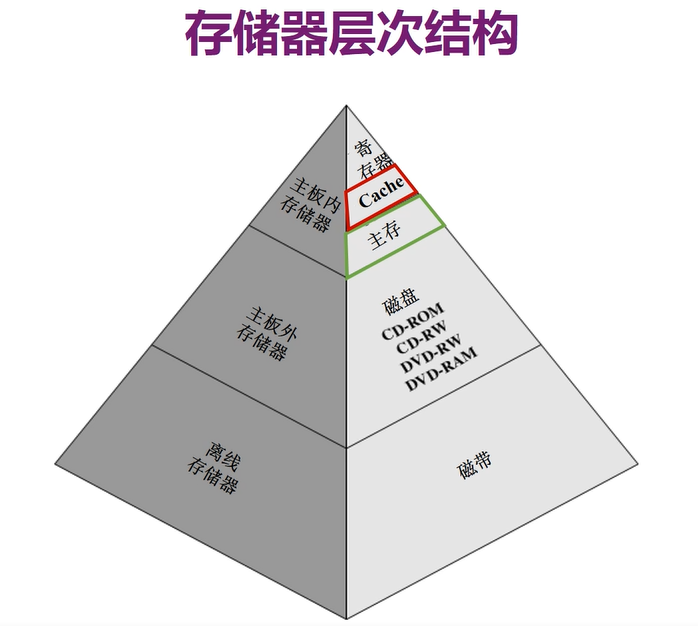 存储器层次结构
主板内
存储器
寄
存器
Cache
主存
主板外
存储器
磁盘
CD-ROM
CD-RW
DVD-RW
DVD-RAM
离线
存储器
磁带